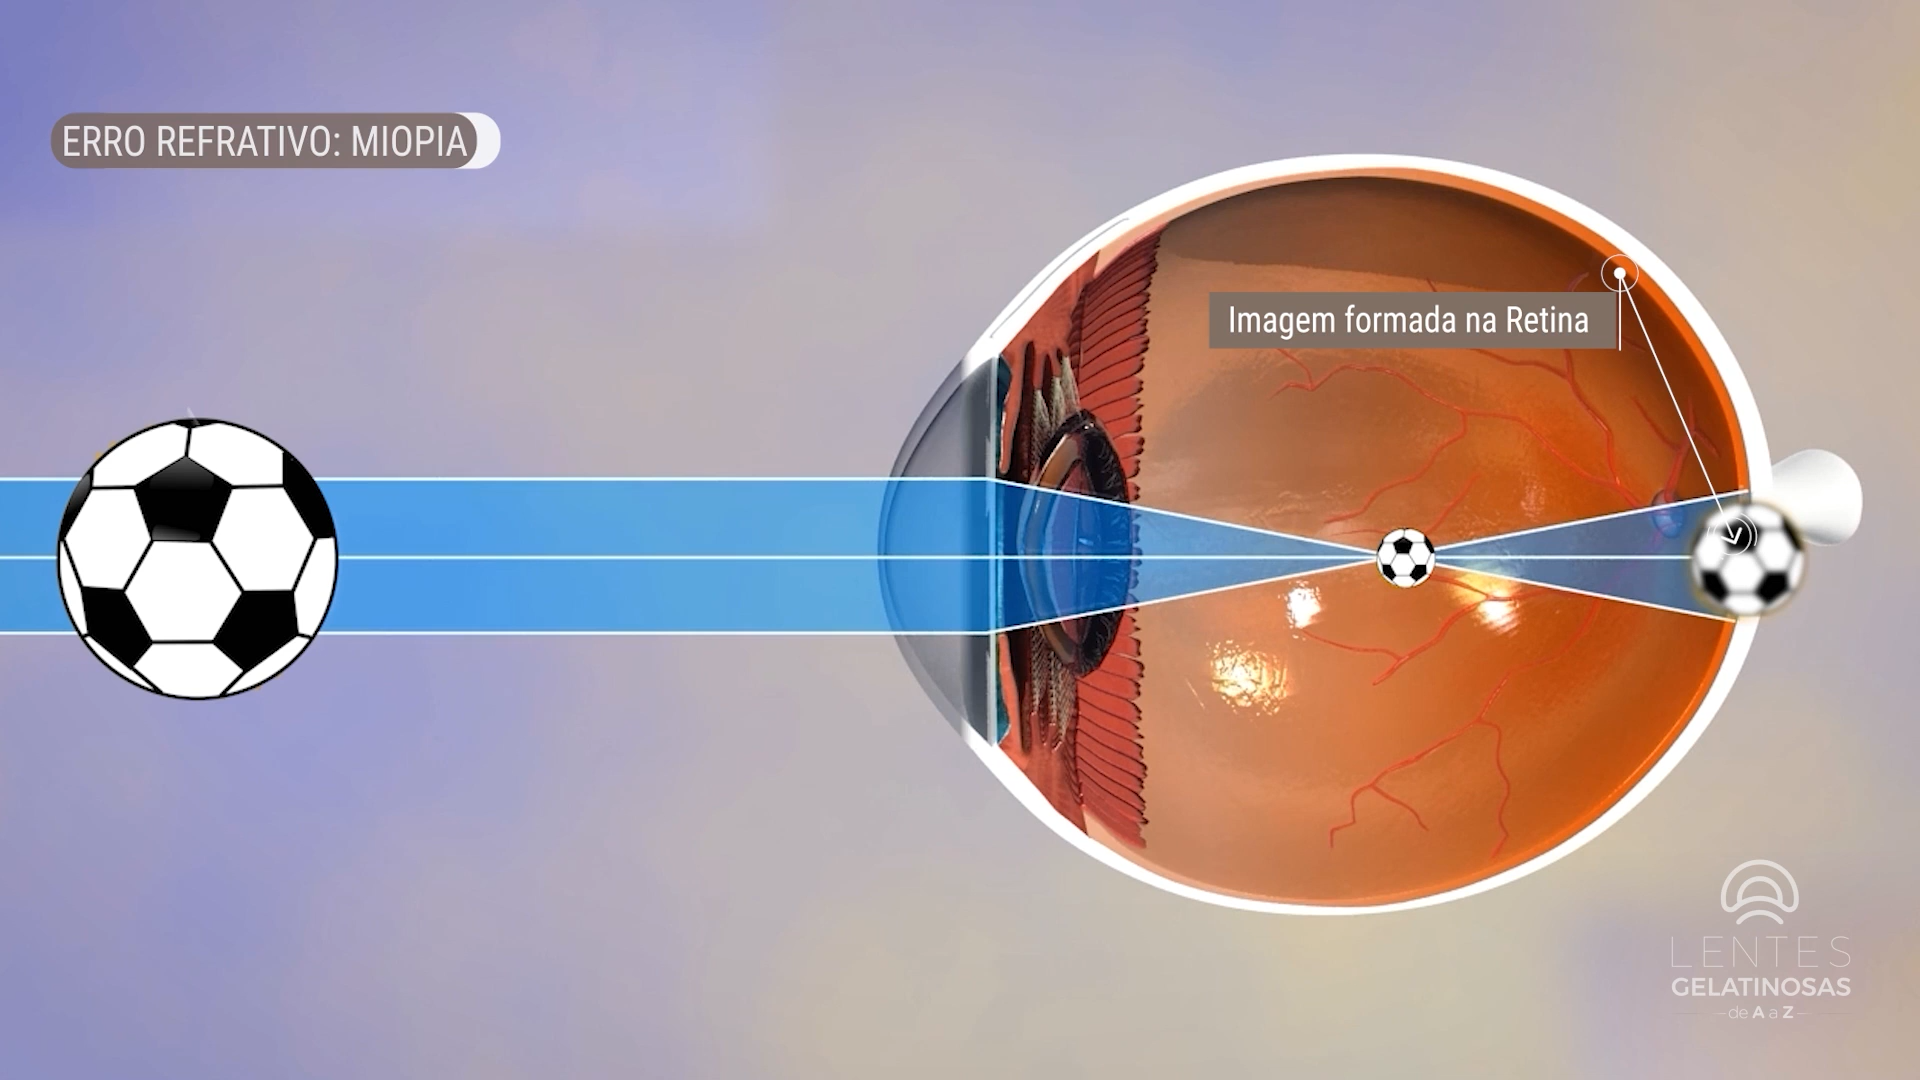 ERRO REFRATIVO: MIOPIA
Imagem formada na Retina
LENTES
GELATINOSAS
de A a Z